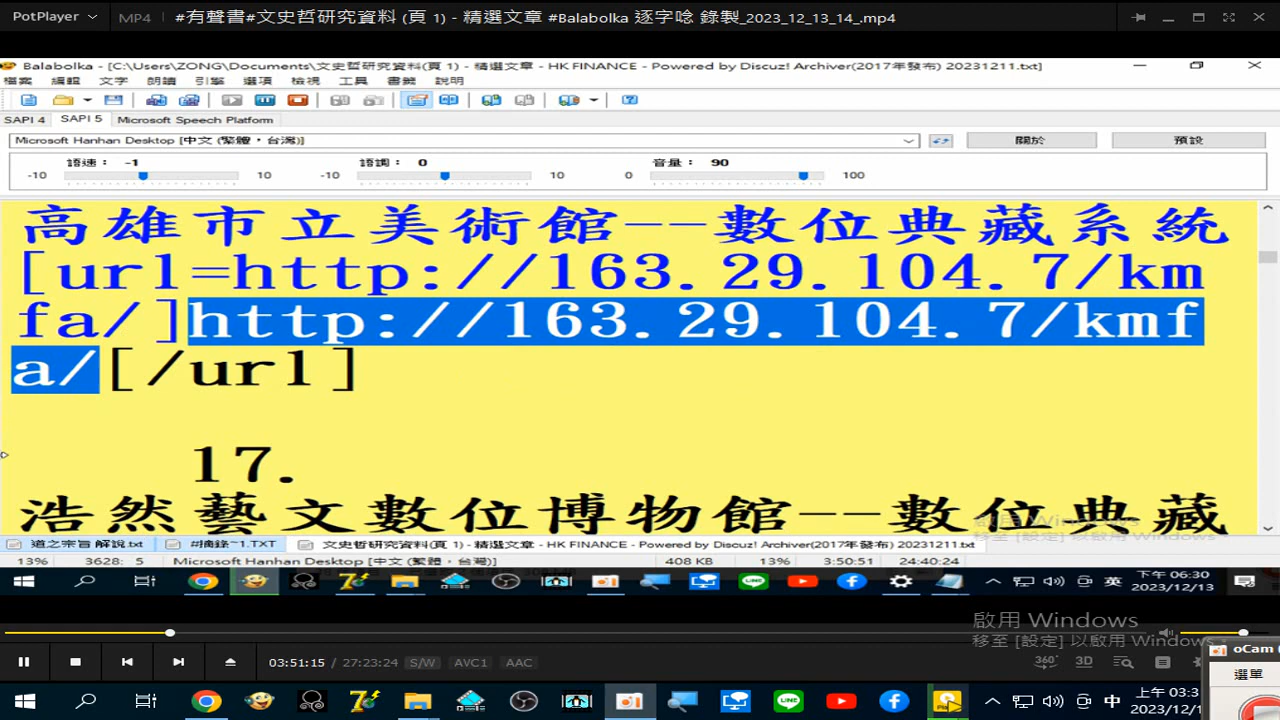 PotPlayer MP4 #有聲書#文史哲研究資料 (頁 1) - 精選文章 #Balabolka 逐字唸 錄製_2023_12_13_14_.mp4
Balabolka - [C:\Users\ZONG\Documents\文史哲研究資料(頁 1) - 精選文章 - HK FINANCE - Powered by Discuz! Archiver(2017年發布) 20231211.txt]
檔案 編輯 文字 朗讀 引擎 選項 檢視 工具 書籤 說明
SAPI 4 SAPI 5 Microsoft Speech Platform
Microsoft Hanhan Desktop [中文 (繁體，台灣)] 關於 預設
語速： -1 語調： 0 音量： 90
-10 10 -10 10 0 100
高雄市立美術館--數位典藏系統
[url=http://163.29.104.7/km
fa/]http://163.29.104.7/kmf
a/[/url]
17.
浩然藝文數位博物館--數位典藏
啟用 Windows
移至 [設定] 以啟用 Windows。
道之宗旨 解說.txt #摘錄~1.TXT 文史哲研究資料(頁 1) - 精選文章 - HK FINANCE - Powered by Discuz! Archiver(2017年發布) 20231211.txt
13% 3628: 5 Microsoft Hanhan Desktop [中文 (繁體，台灣)] 408 KB 13% 3:50:51 24:40:24
英 下午 06:30
2023/12/13
啟用 Windows
移至 [設定] 以啟用 Windows。
03:51:15 / 27:23:24 S/W AVC1 AAC 360° 3D
oCam
選單
中 上午 03:3
2023/12/1